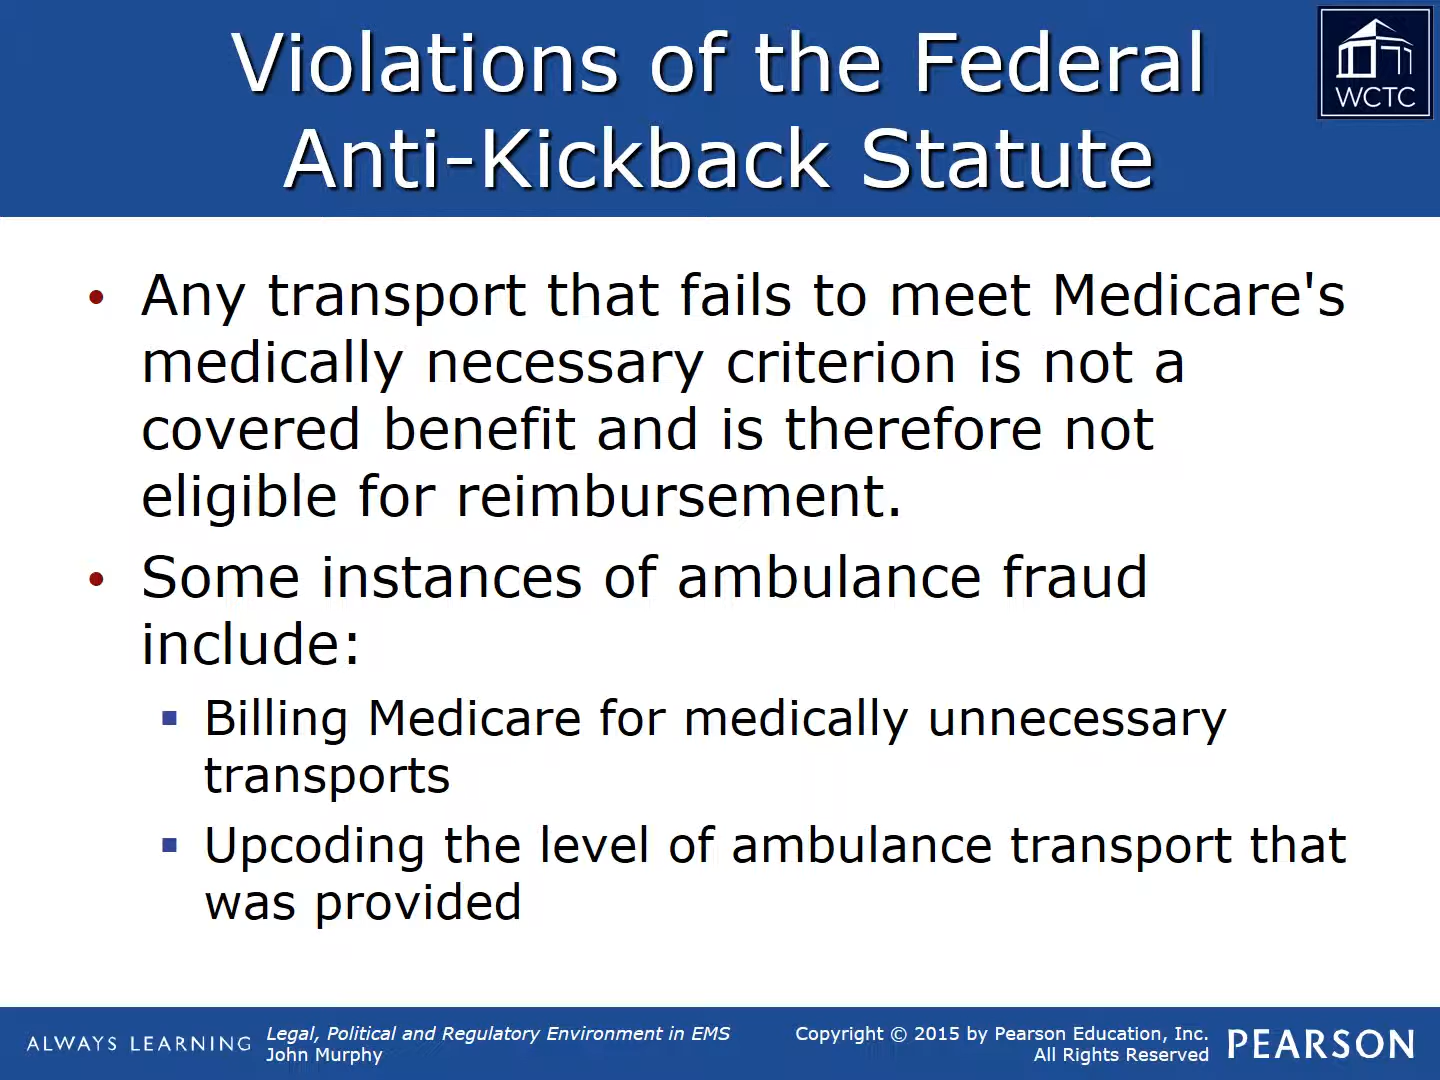 Violations of the Federal
Anti-Kickback Statute
WCTC
• Any transport that fails to meet Medicare's
medically necessary criterion is not a
covered benefit and is therefore not
eligible for reimbursement.
• Some instances of ambulance fraud
include:
▪ Billing Medicare for medically unnecessary
transports
▪ Upcoding the level of ambulance transport that
was provided
ALWAYS LEARNING
Legal, Political and Regulatory Environment in EMS
John Murphy
Copyright © 2015 by Pearson Education, Inc.
All Rights Reserved
PEARSON